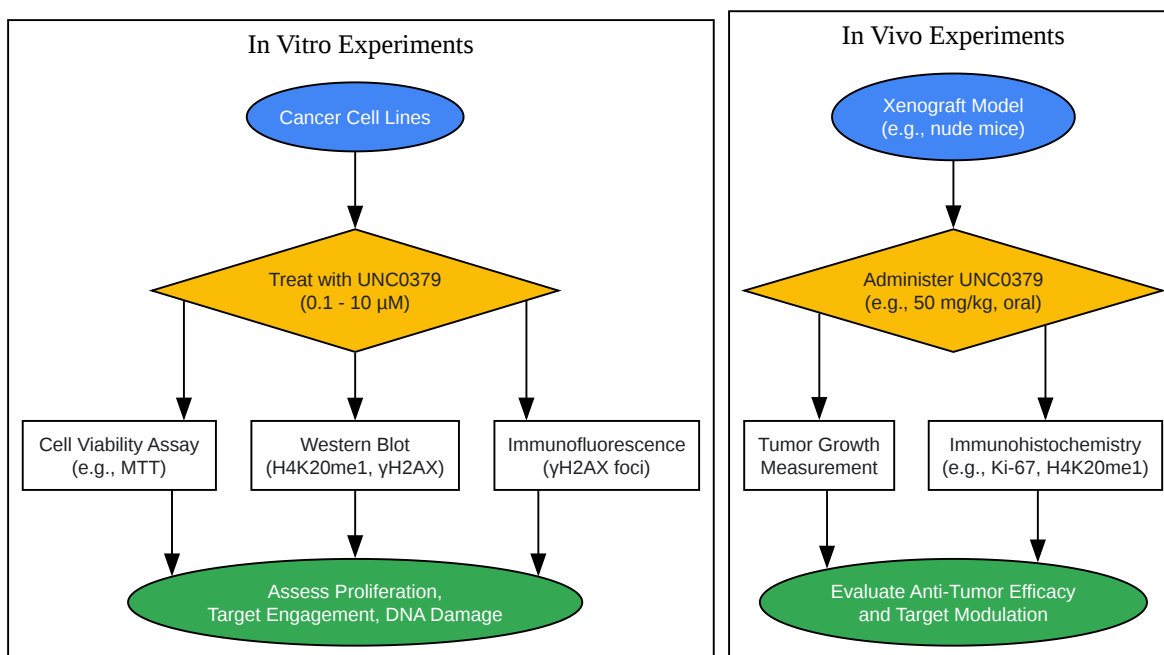 In Vitro Experiments
Cancer Cell Lines
Treat with UNC0379
(0.1 - 10 µM)
Cell Viability Assay
(e.g., MTT)
Western Blot
(H4K20me1, γH2AX)
Immunofluorescence
(γH2AX foci)
Assess Proliferation,
Target Engagement, DNA Damage
In Vivo Experiments
Xenograft Model
(e.g., nude mice)
Administer UNC0379
(e.g., 50 mg/kg, oral)
Tumor Growth
Measurement
Immunohistochemistry
(e.g., Ki-67, H4K20me1)
Evaluate Anti-Tumor Efficacy
and Target Modulation